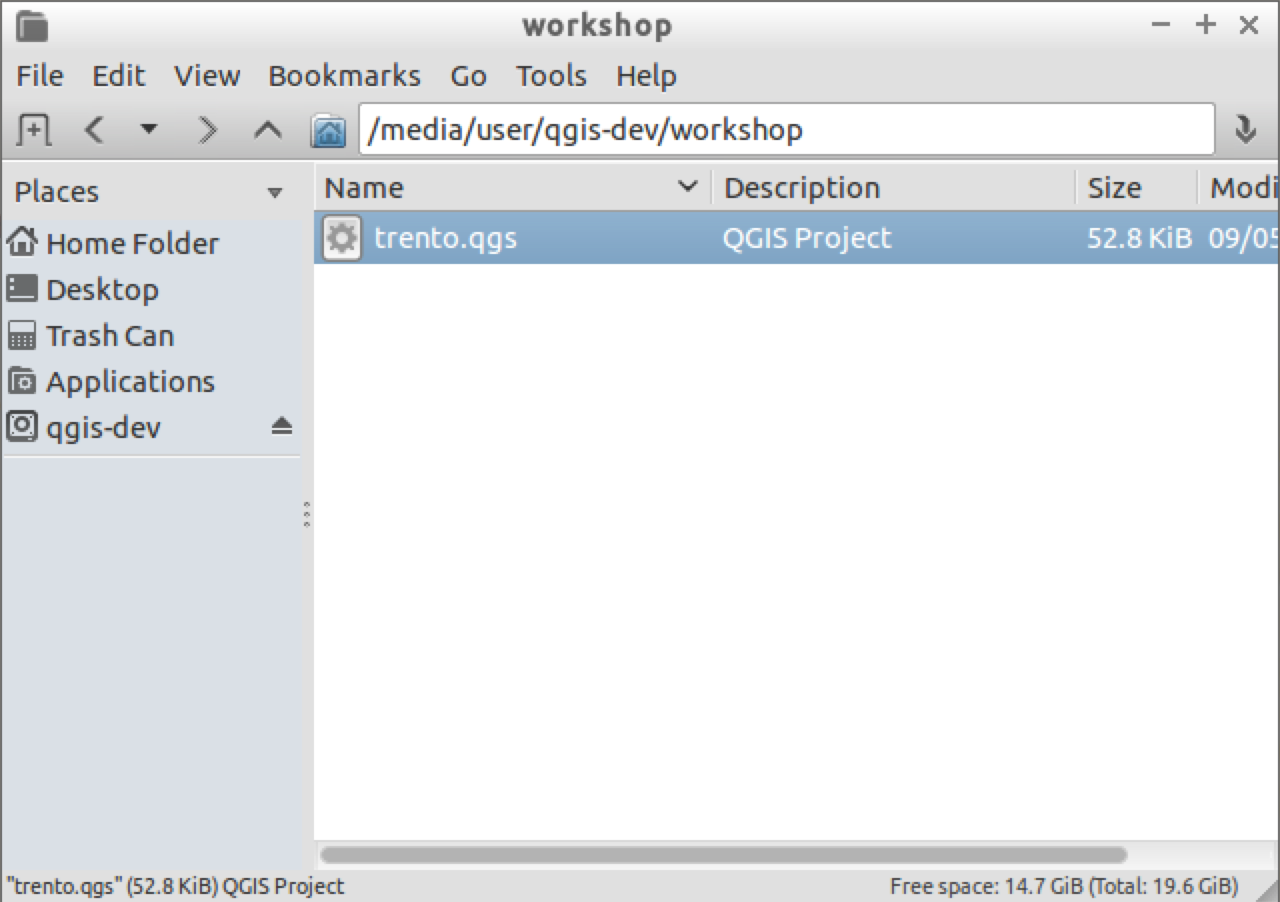 workshop
File Edit View Bookmarks Go Tools Help
/media/user/qgis-dev/workshop
Places
Home Folder
Desktop
Trash Can
Applications
qgis-dev
Name Description Size Modi
trento.qgs QGIS Project 52.8 KiB 09/05
"trento.qgs" (52.8 KiB) QGIS Project
Free space: 14.7 GiB (Total: 19.6 GiB)